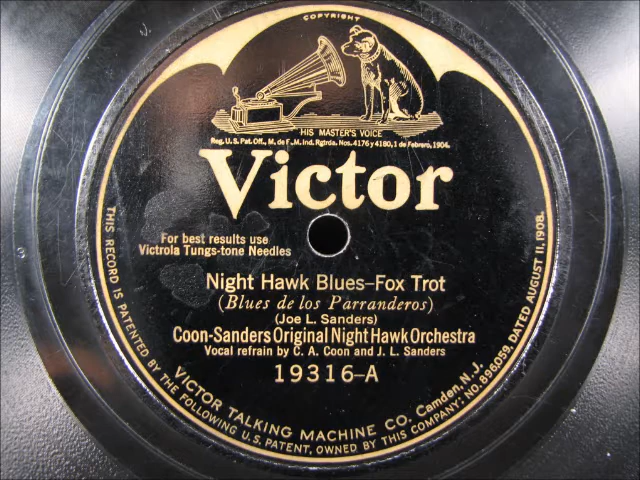 COPYRIGHT
HIS MASTER'S VOICE
Reg. U.S. Pat. Off., M. de F., M. Ind. Rgtrda. Nos. 4176 y 4180, 1 de Febrero, 1904.
Victor
For best results use
Victrola Tungs-tone Needles
Night Hawk Blues–Fox Trot
(Blues de los Parranderos)
(Joe L. Sanders)
Coon-Sanders Original Night Hawk Orchestra
Vocal refrain by C. A. Coon and J. L. Sanders
19316-A
VICTOR TALKING MACHINE CO. Camden, N.J.
THIS RECORD IS PATENTED BY THE FOLLOWING U.S. PATENT, OWNED BY THIS COMPANY: NO. 896,059, DATED AUGUST 11, 1908.